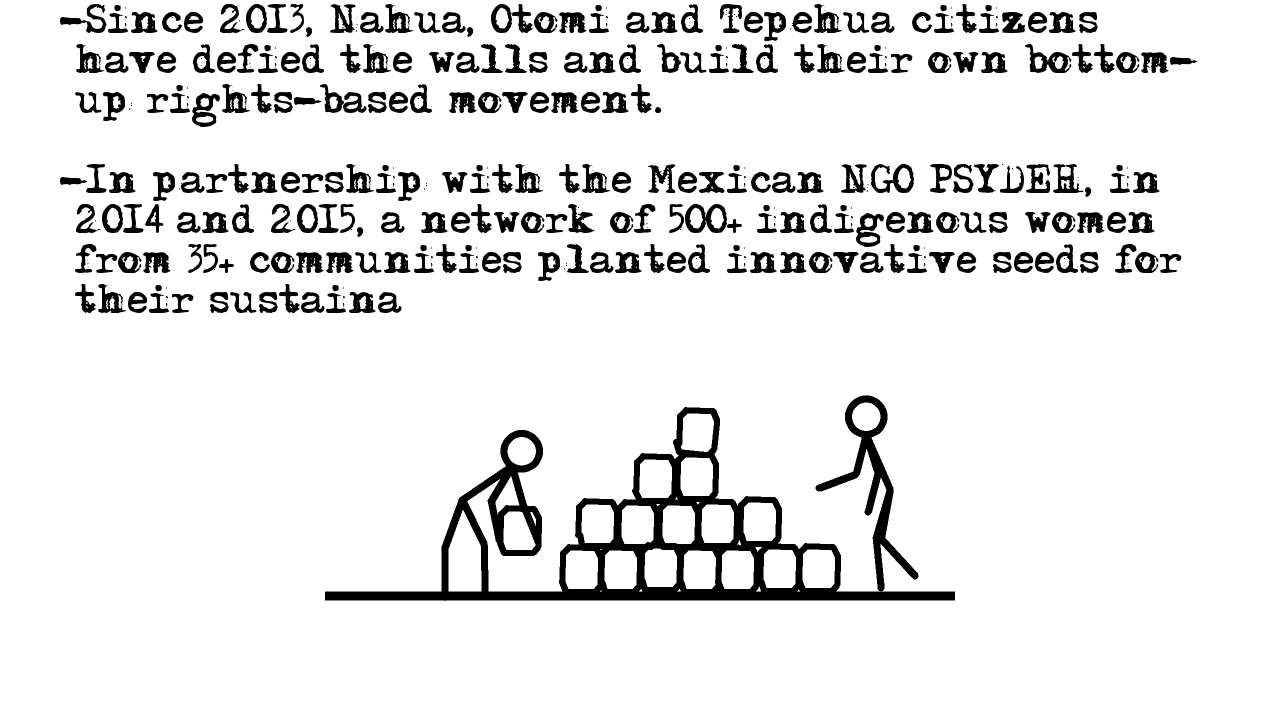 -Since 2013, Nahua, Otomi and Tepehua citizens
have defied the walls and build their own bottom-
up rights-based movement.
-In partnership with the Mexican NGO PSYDEH, in
2014 and 2015, a network of 500+ indigenous women
from 35+ communities planted innovative seeds for
their sustaina